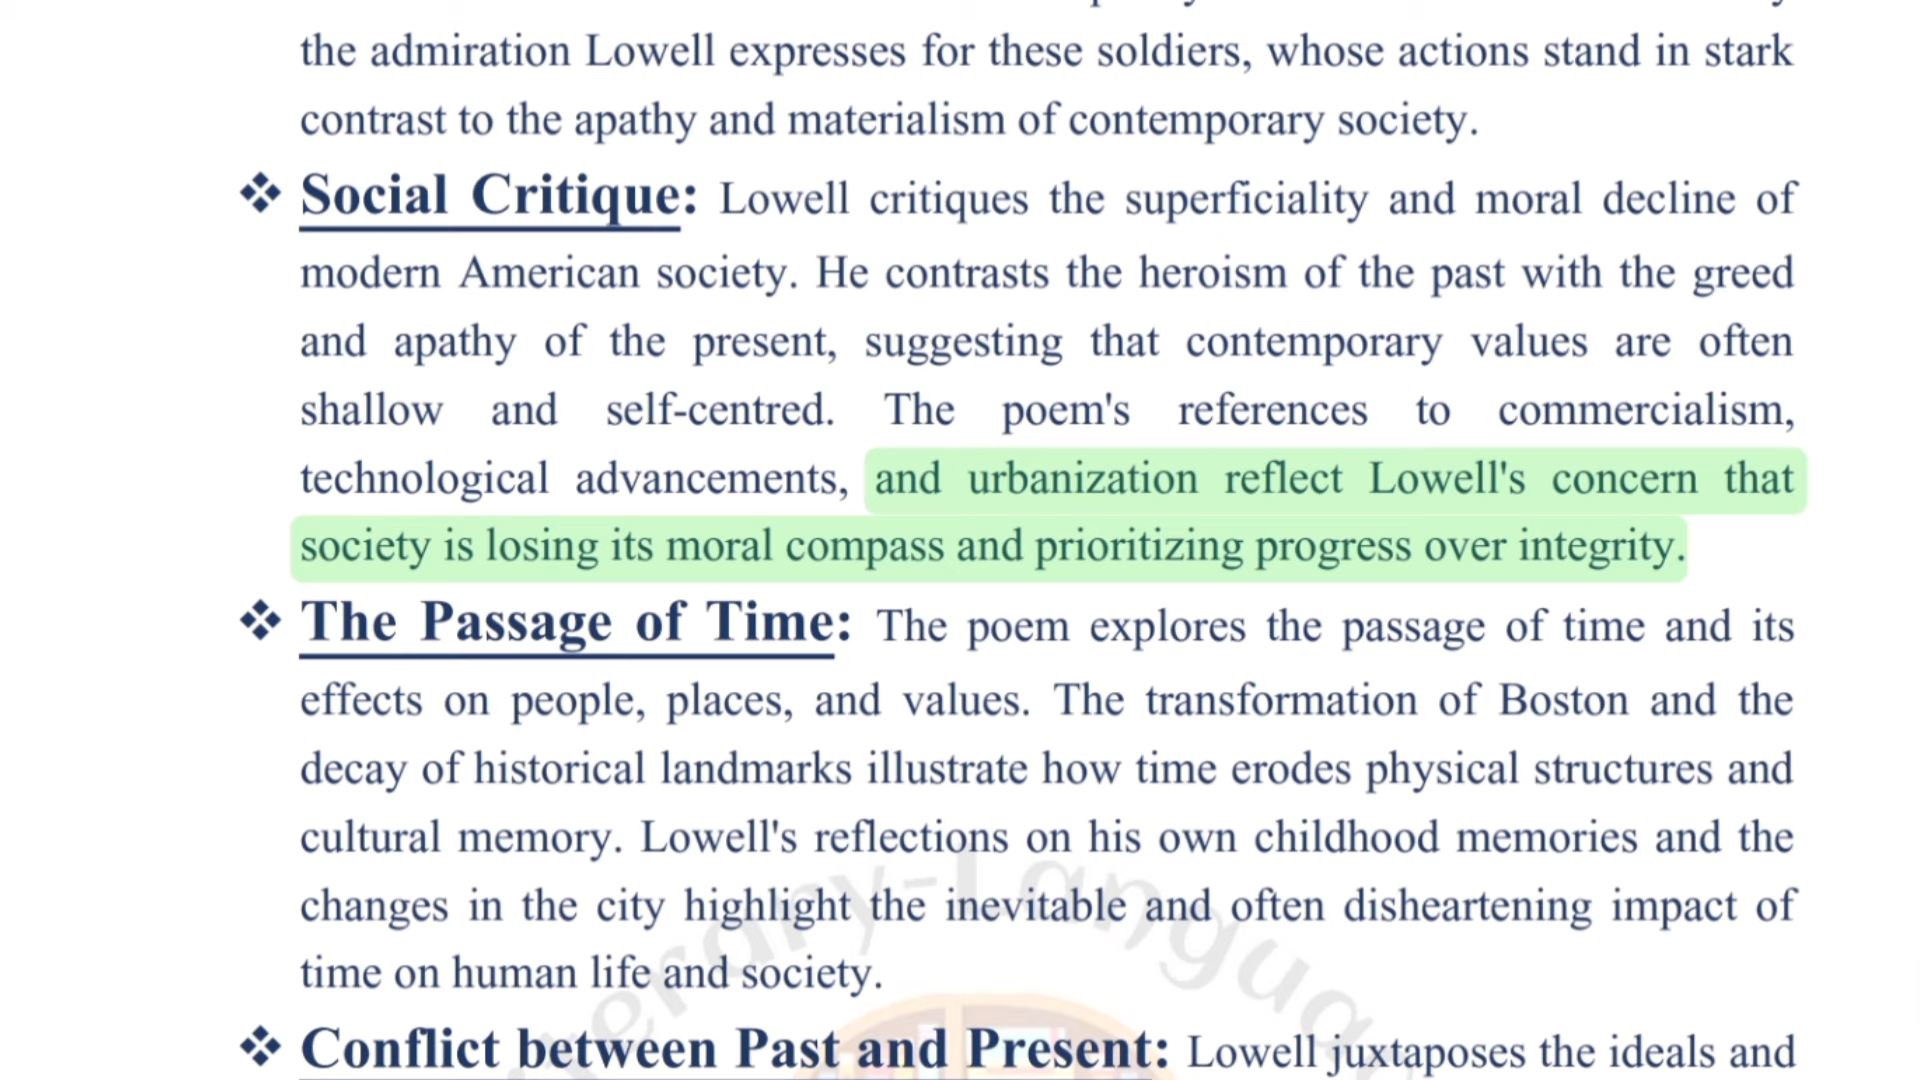 the admiration Lowell expresses for these soldiers, whose actions stand in stark
contrast to the apathy and materialism of contemporary society.
❖ Social Critique: Lowell critiques the superficiality and moral decline of
modern American society. He contrasts the heroism of the past with the greed
and apathy of the present, suggesting that contemporary values are often
shallow and self-centred. The poem's references to commercialism,
technological advancements, and urbanization reflect Lowell's concern that
society is losing its moral compass and prioritizing progress over integrity.
❖ The Passage of Time: The poem explores the passage of time and its
effects on people, places, and values. The transformation of Boston and the
decay of historical landmarks illustrate how time erodes physical structures and
cultural memory. Lowell's reflections on his own childhood memories and the
changes in the city highlight the inevitable and often disheartening impact of
time on human life and society.
❖ Conflict between Past and Present: Lowell juxtaposes the ideals and